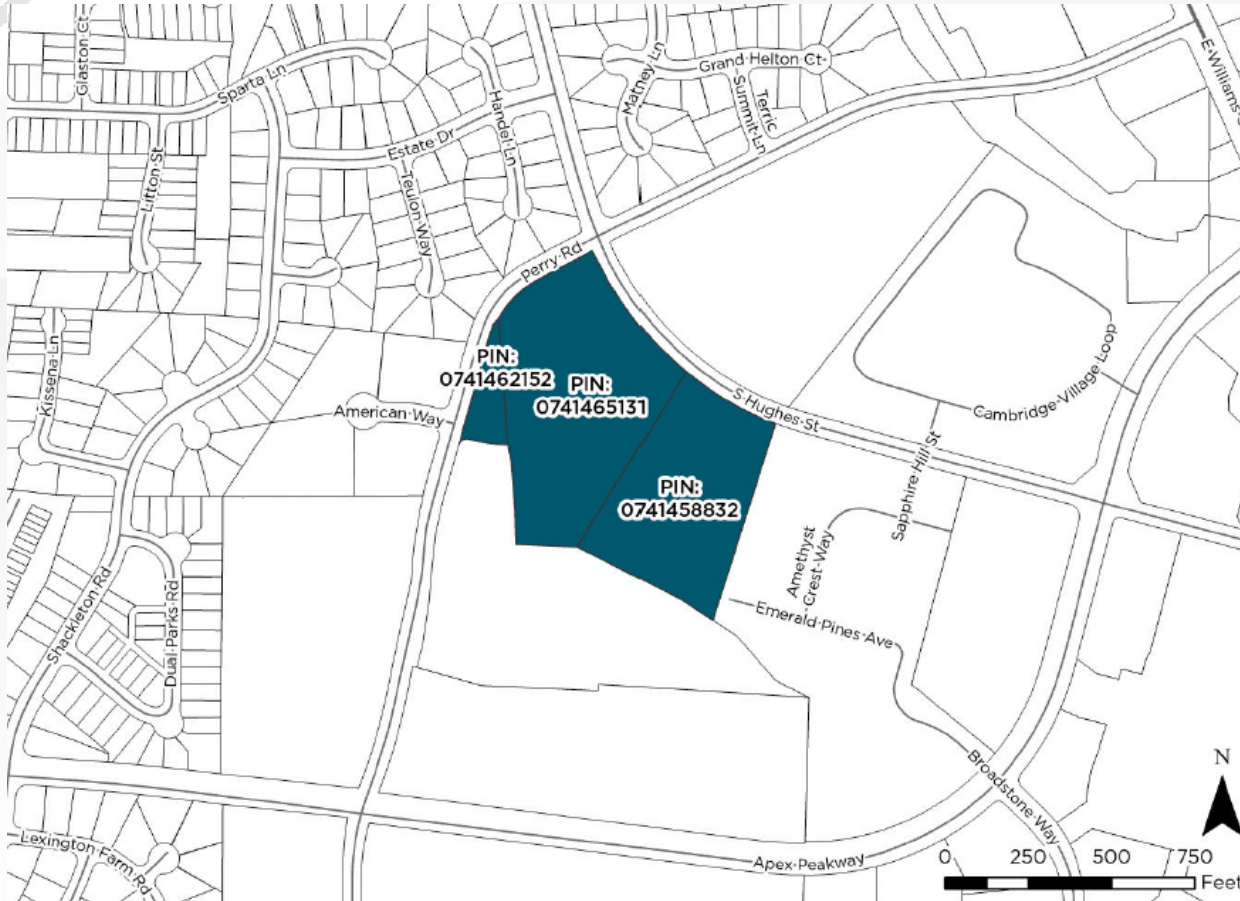 Glaston Ct
Sparta Ln
Handel Ln
Matney Ln
Grand Helton Ct
Terric
Summit Ln
E Williams
Estate Dr
Litton St
Teulon Way
Perry Rd
Kissena Ln
American Way
PIN:
0741462152
PIN:
0741465131
S Hughes St
Cambridge Village Loop
Sapphire Hill St
PIN:
0741458832
Amethyst
Crest Way
Emerald Pines Ave
Shackleton Rd
Dual Parks Rd
Broadstone Way
Lexington Farm Rd
Apex Peakway
N
0 250 500 750
Feet